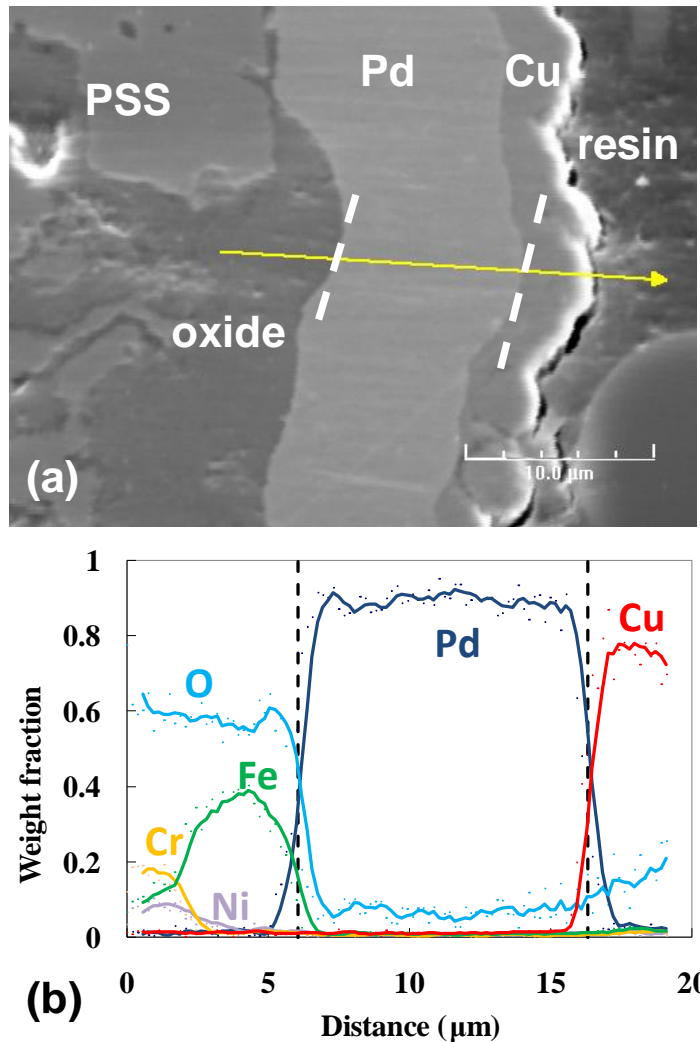 Pd
Cu
PSS
resin
oxide
(a)
10.0 µm
1
0.8
0.6
0.4
0.2
0
Weight fraction
O
Fe
Cr
Ni
Pd
Cu
0 5 10 15 20
(b)
Distance (µm)